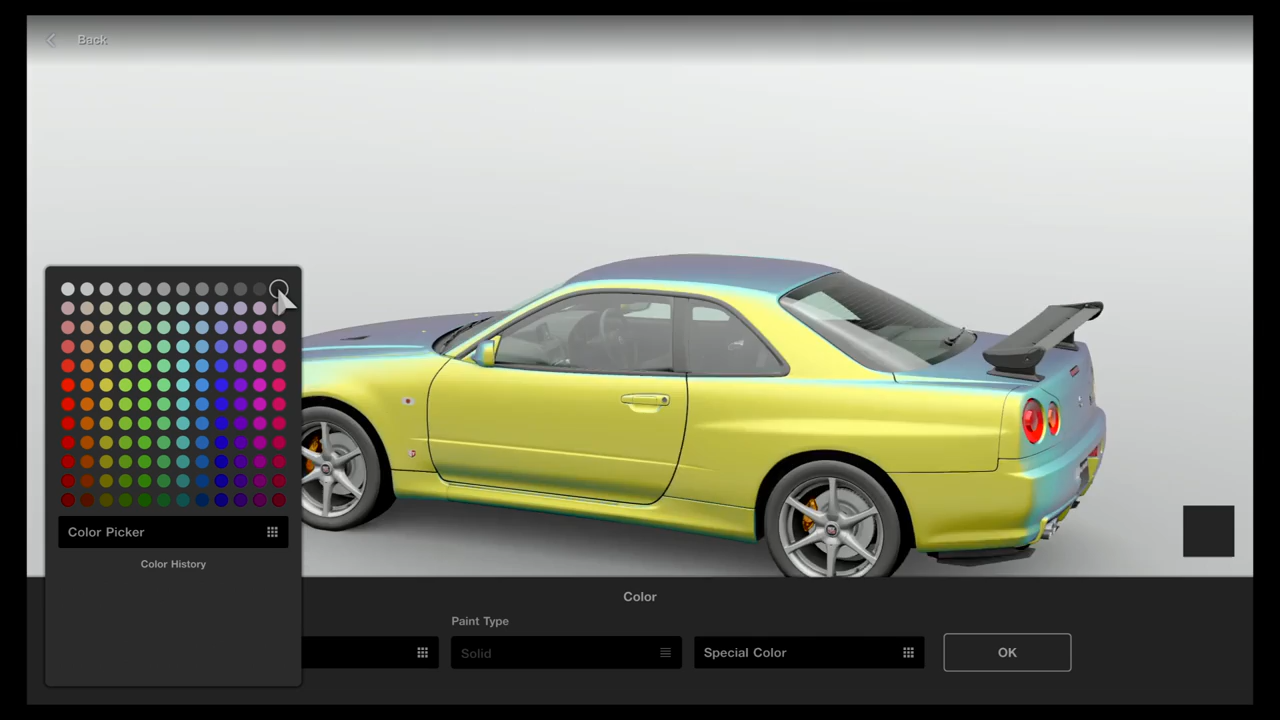 Back
Color Picker
Color History
Color
Paint Type
Solid
Special Color
OK